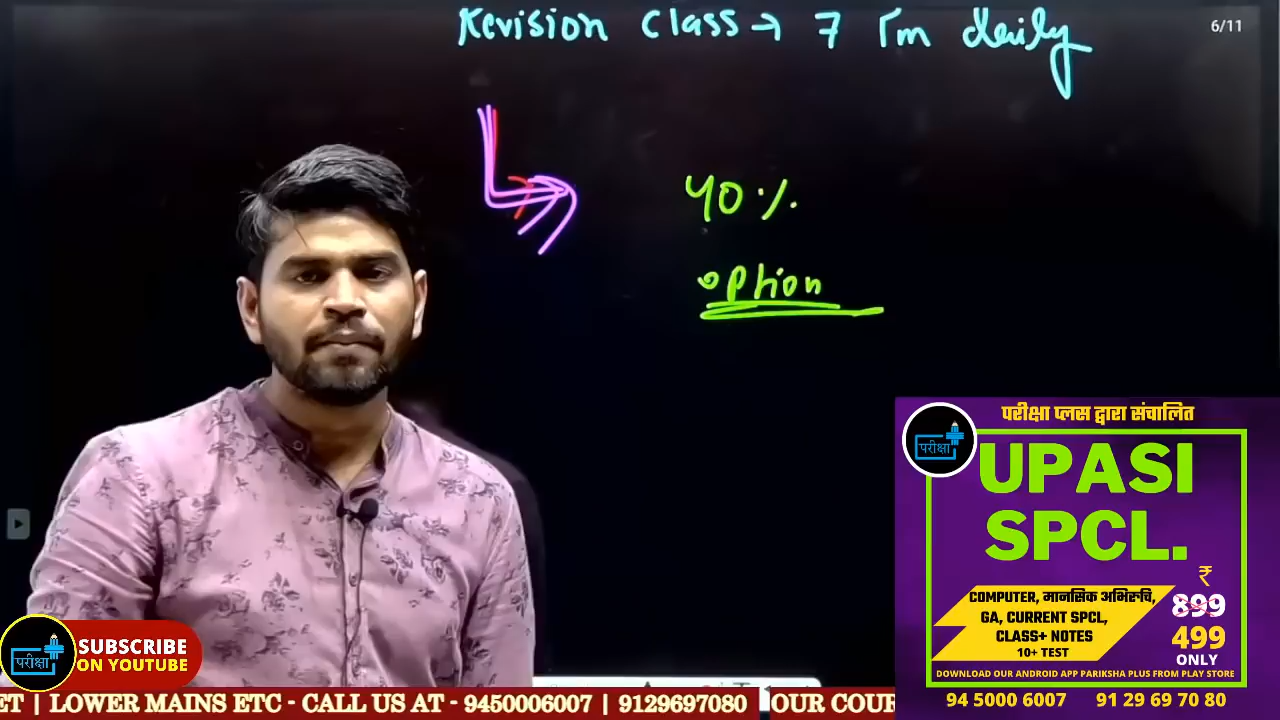 Revision Class → 7 Pm daily
6/11
40 %
option
परीक्षा प्लस द्वारा संचालित
परीक्षा
UPASI
SPCL.
₹
COMPUTER, मानसिक अभिरुचि,
899
GA, CURRENT SPCL,
499
CLASS+ NOTES
ONLY
10+ TEST
DOWNLOAD OUR ANDROID APP PARIKSHA PLUS FROM PLAY STORE
94 5000 6007 91 29 69 70 80
परीक्षा
SUBSCRIBE
ON YOUTUBE
ET | LOWER MAINS ETC - CALL US AT - 9450006007 | 9129697080 OUR COUR